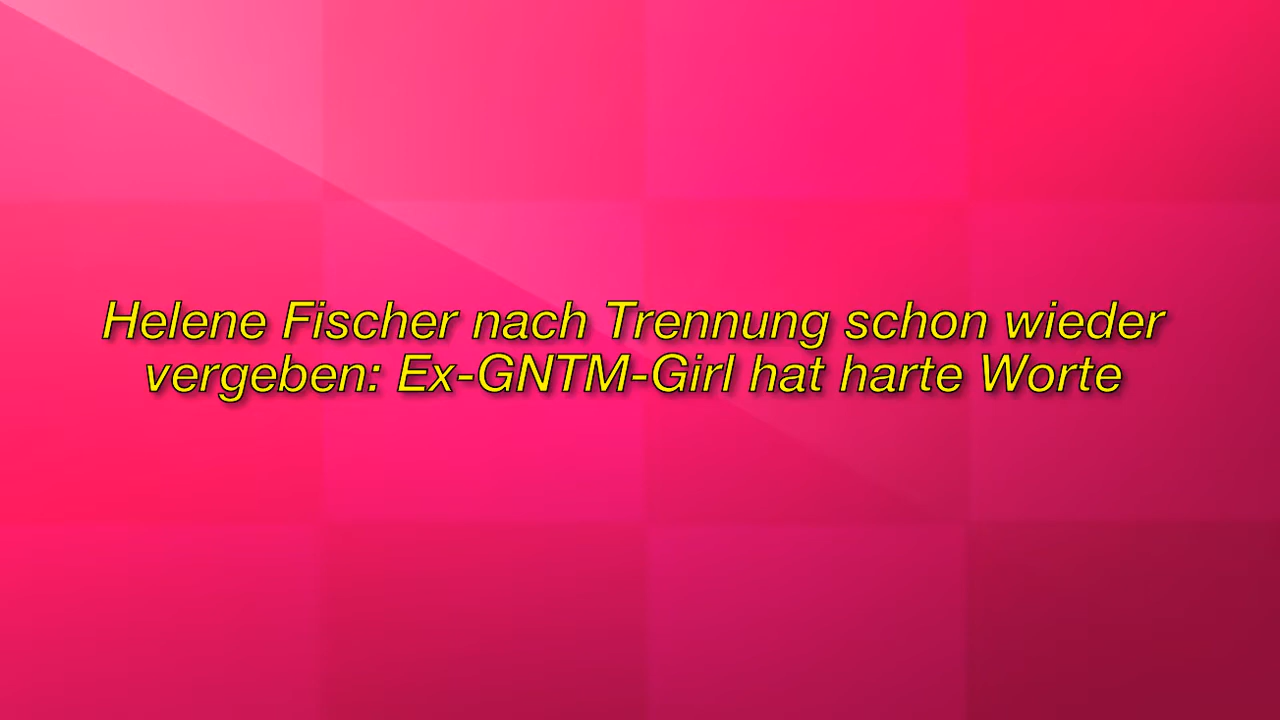 Helene Fischer nach Trennung schon wieder
vergeben: Ex-GNTM-Girl hat harte Worte